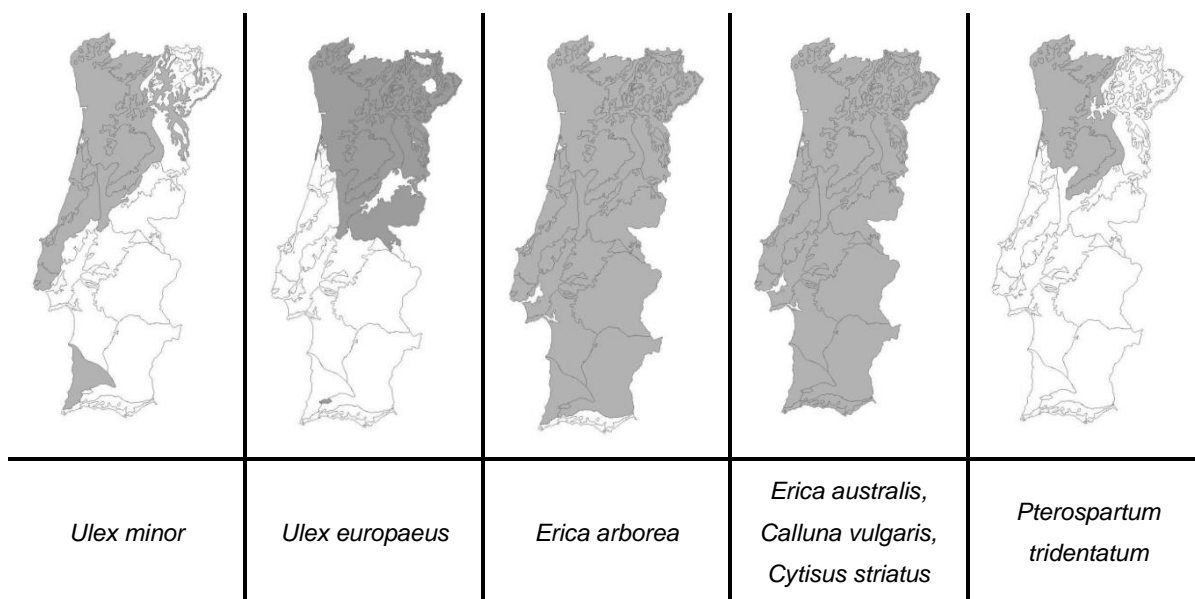 Ulex minor
Ulex europaeus
Erica arborea
Erica australis,
Calluna vulgaris,
Cytisus striatus
Pterospartum
tridentatum